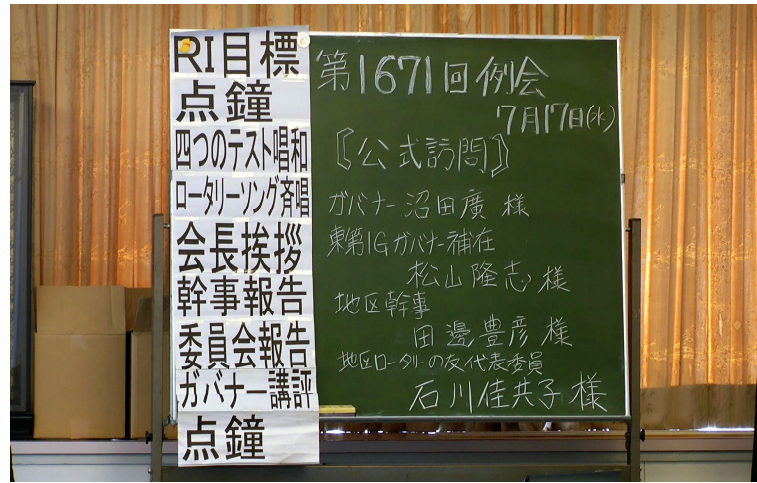 RI目標
点鐘
四つのテスト唱和
ロータリーソング斉唱
会長挨拶
幹事報告
委員会報告
ガバナー講評
点鐘
第1671回例会
7月17日(水)
〖公式訪問〗
ガバナー 沼田廣 様
東第1Gガバナー補在
松山隆志 様
地区幹事
田邊豊彦 様
地区ロータリーの友代表委員
石川佳共子 様